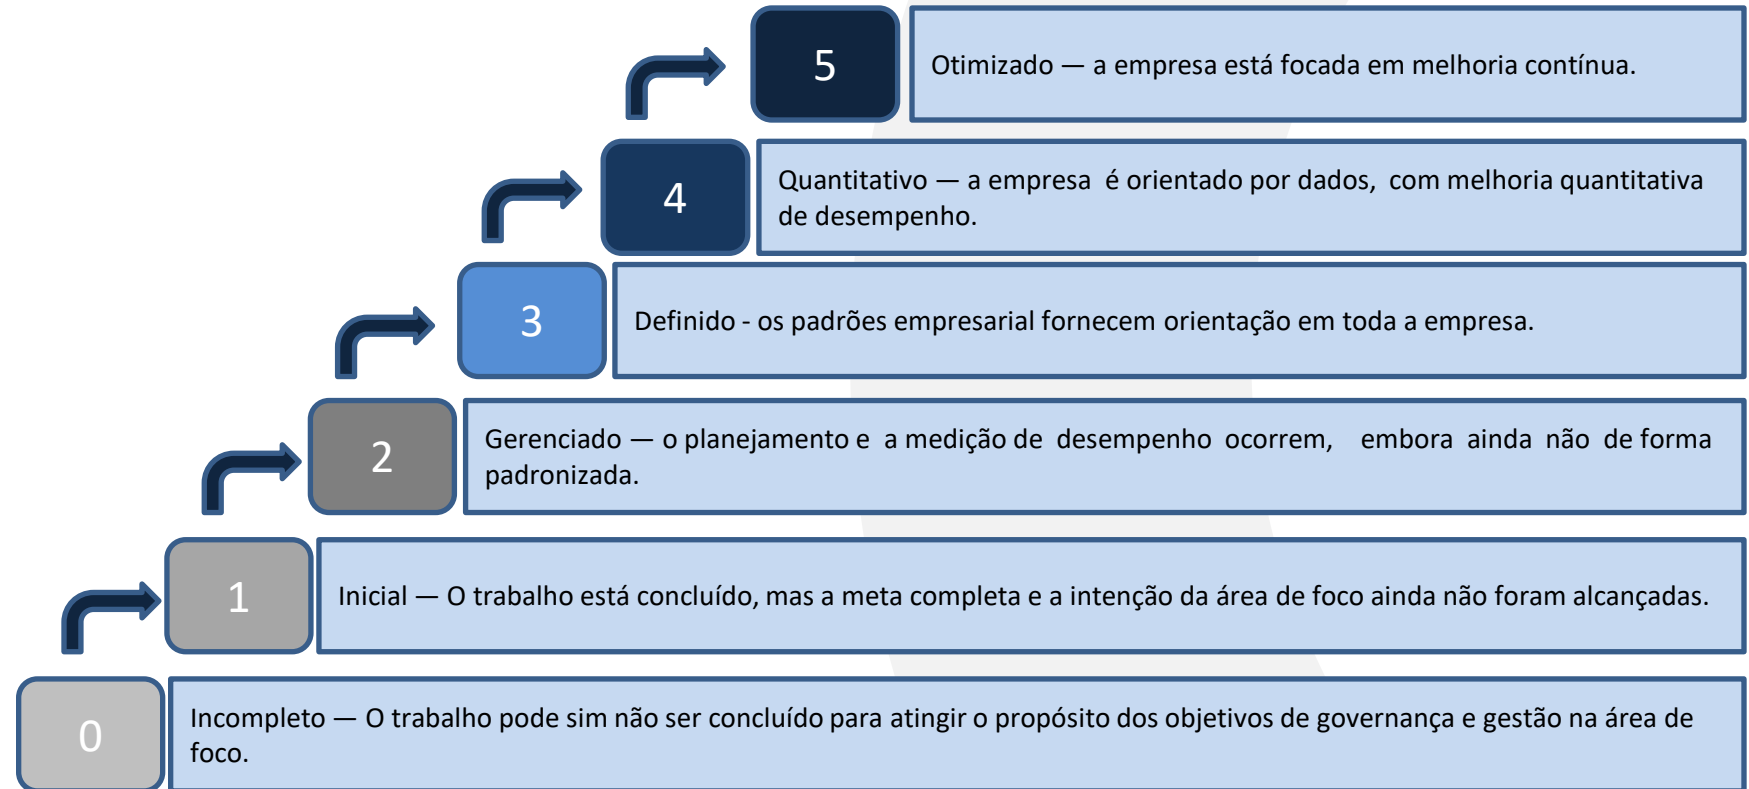 5
Otimizado — a empresa está focada em melhoria contínua.
4
Quantitativo — a empresa é orientado por dados, com melhoria quantitativa
de desempenho.
3
Definido - os padrões empresarial fornecem orientação em toda a empresa.
2
Gerenciado — o planejamento e a medição de desempenho ocorrem, embora ainda não de forma
padronizada.
1
Inicial — O trabalho está concluído, mas a meta completa e a intenção da área de foco ainda não foram alcançadas.
0
Incompleto — O trabalho pode sim não ser concluído para atingir o propósito dos objetivos de governança e gestão na área de
foco.